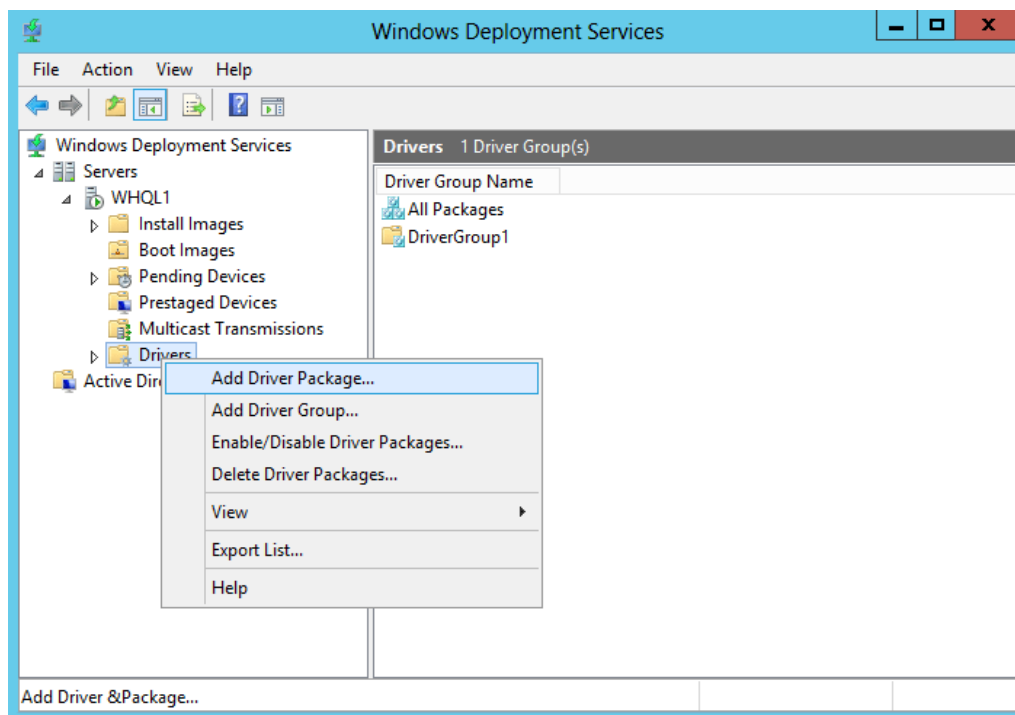 Windows Deployment Services
File Action View Help
Windows Deployment Services
Servers
WHQL1
Install Images
Boot Images
Pending Devices
Prestaged Devices
Multicast Transmissions
Drivers
Active Dire
Drivers 1 Driver Group(s)
Driver Group Name
All Packages
DriverGroup1
Add Driver Package...
Add Driver Group...
Enable/Disable Driver Packages...
Delete Driver Packages...
View
Export List...
Help
Add Driver &Package...